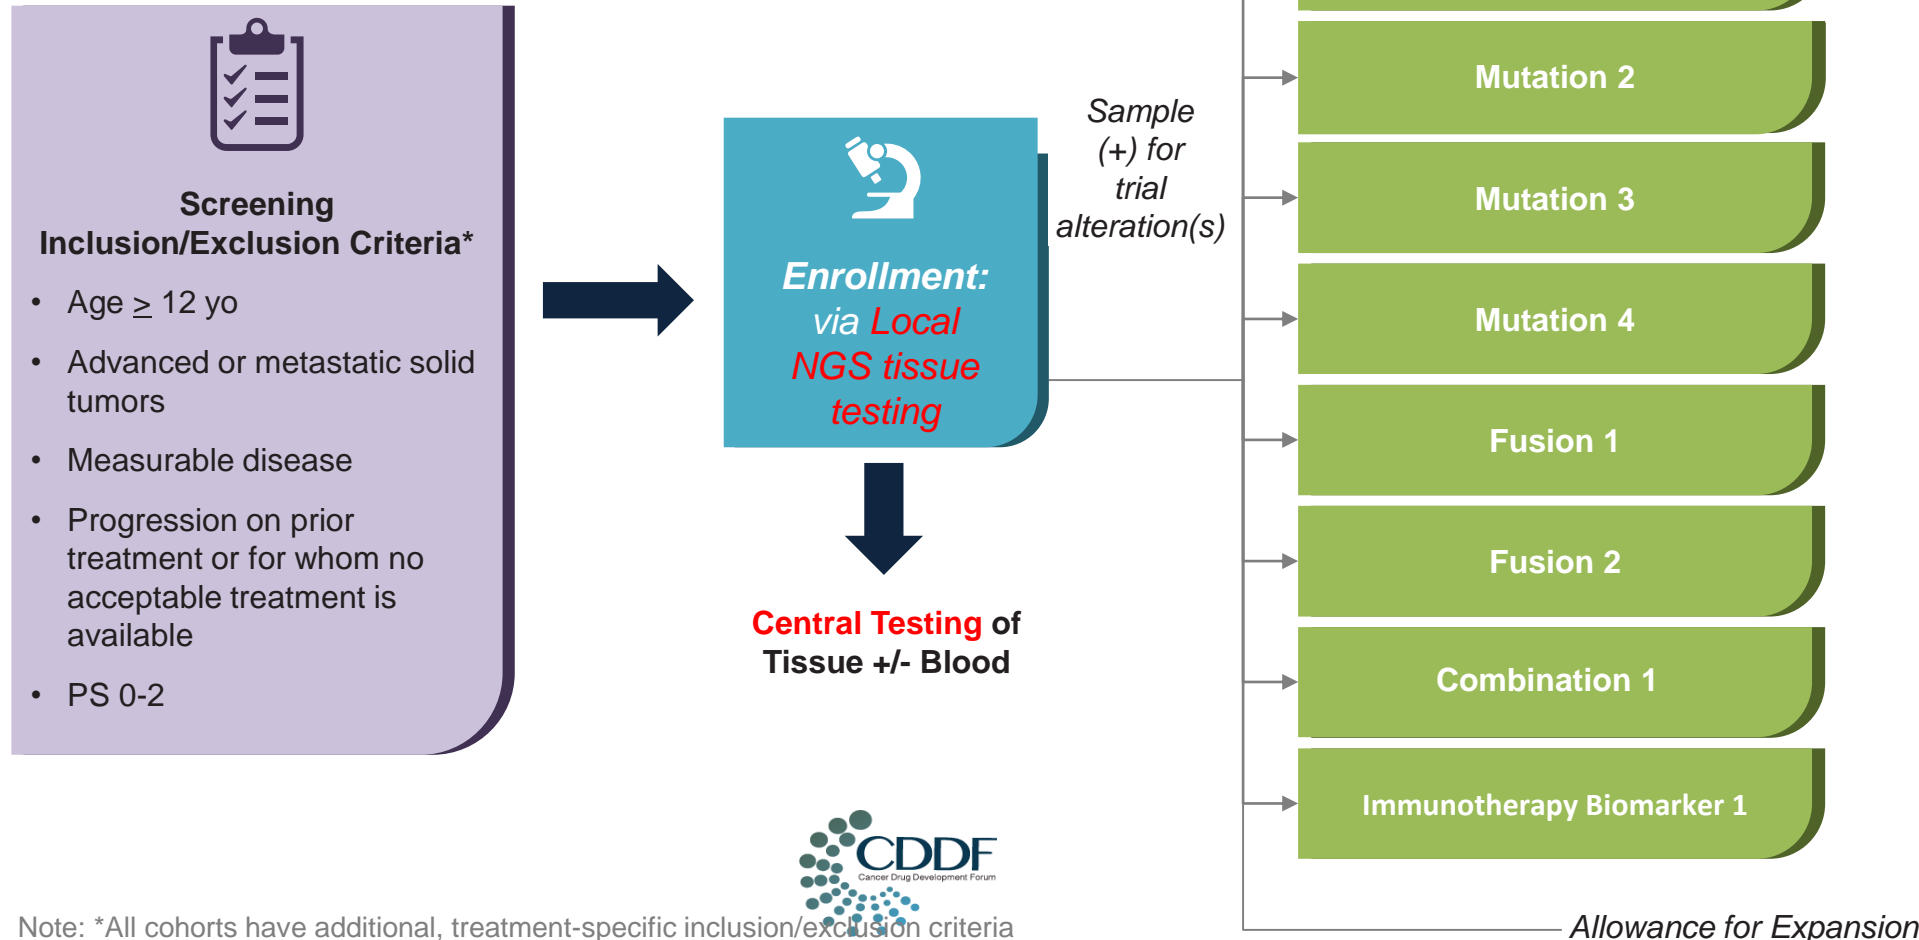 Screening
Inclusion/Exclusion Criteria*
• Age ≥ 12 yo
• Advanced or metastatic solid
tumors
• Measurable disease
• Progression on prior
treatment or for whom no
acceptable treatment is
available
• PS 0-2
Enrollment:
via Local
NGS tissue
testing
Central Testing of
Tissue +/- Blood
Sample
(+) for
trial
alteration(s)
Mutation 2
Mutation 3
Mutation 4
Fusion 1
Fusion 2
Combination 1
Immunotherapy Biomarker 1
Allowance for Expansion
CDDF
Cancer Drug Development Forum
Note: *All cohorts have additional, treatment-specific inclusion/exclusion criteria